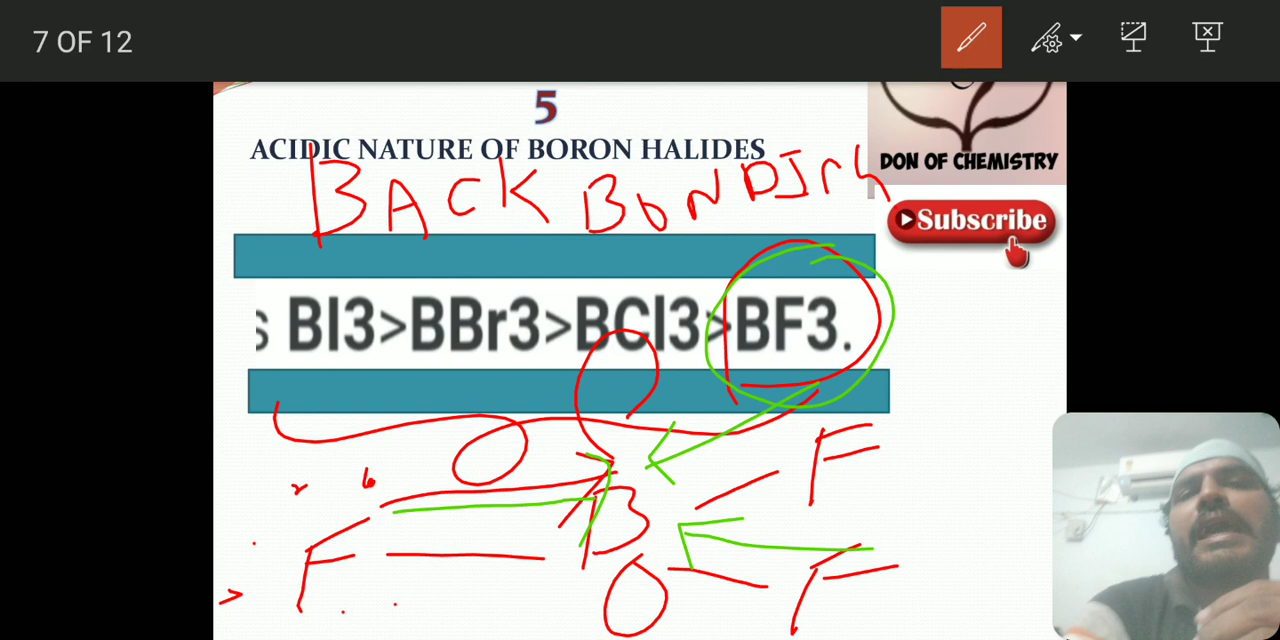 7 OF 12
5
ACIDIC NATURE OF BORON HALIDES
DON OF CHEMISTRY
BACK BONDING
Subscribe
s BI3>BBr3>BCl3>BF3.
F
B
F
F